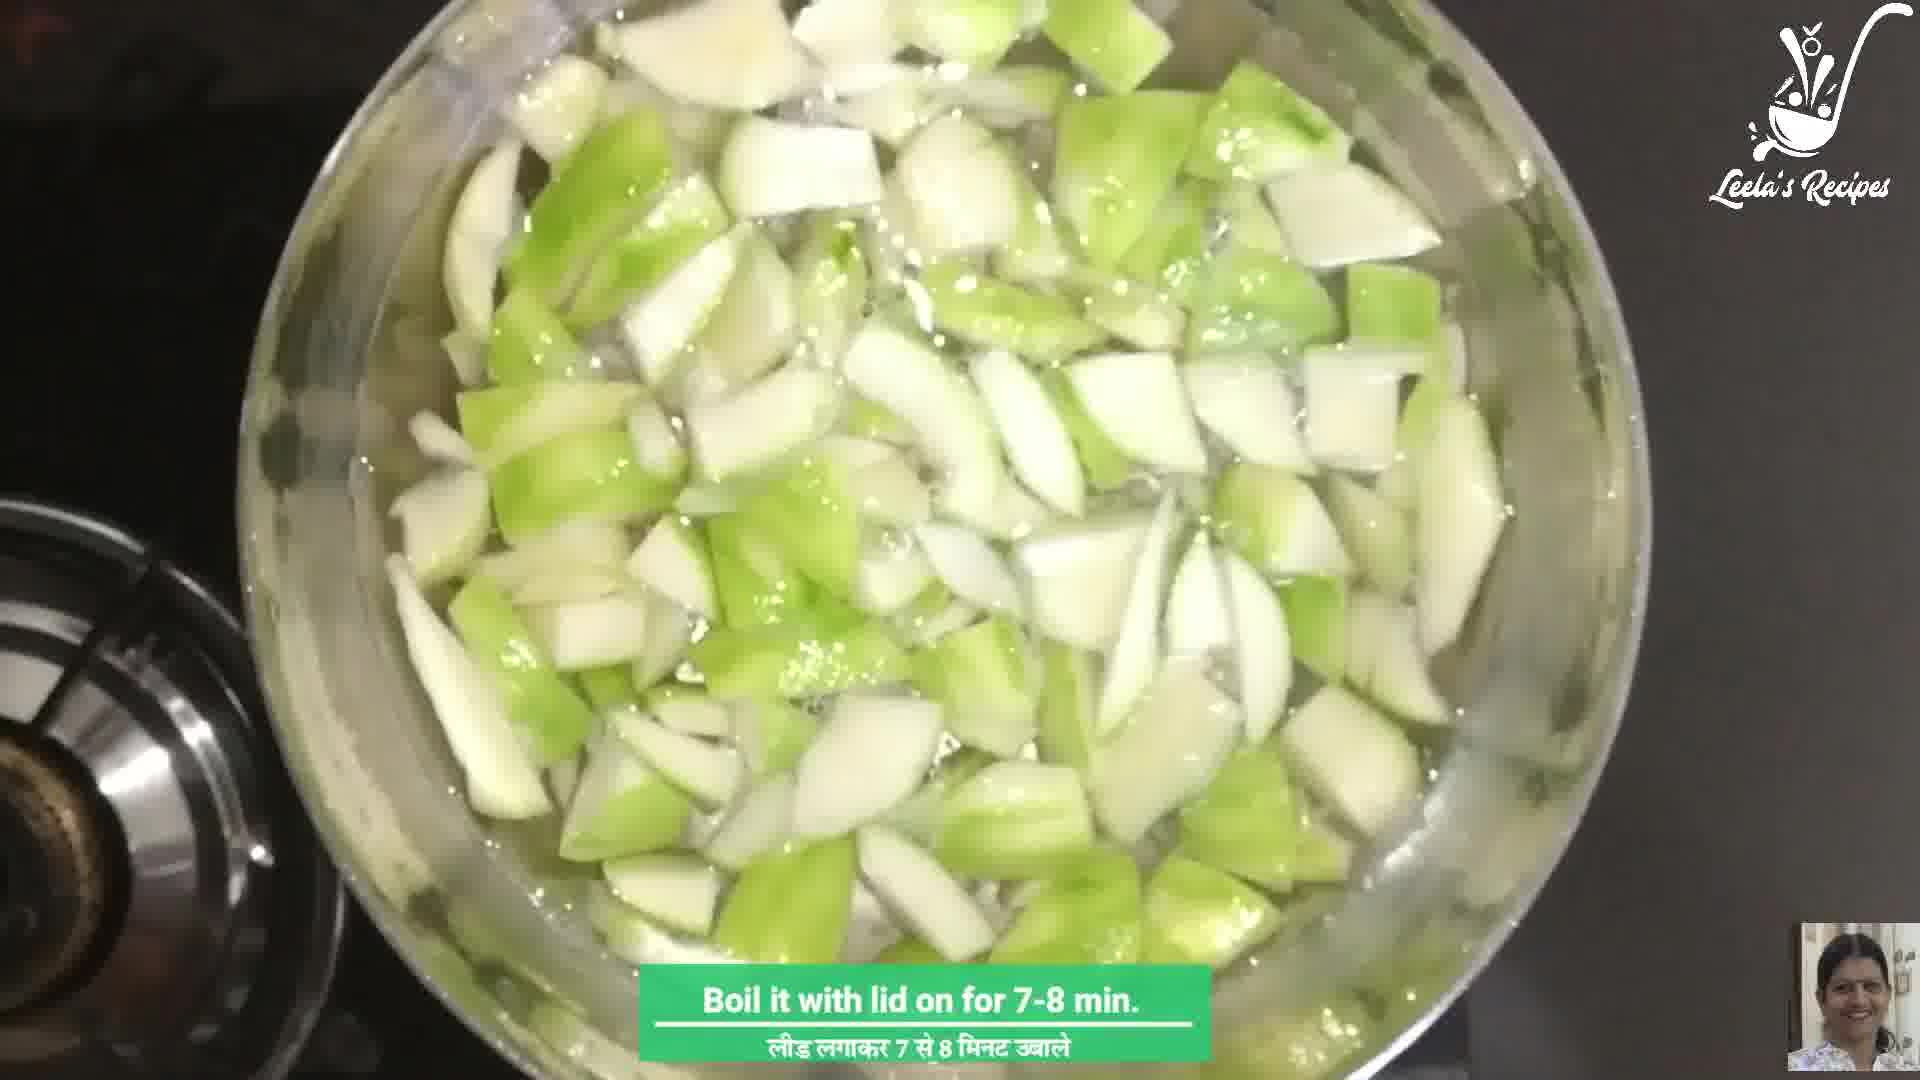 Leela's Recipes
Boil it with lid on for 7-8 min.
लीड लगाकर 7 से 8 मिनट उबाले